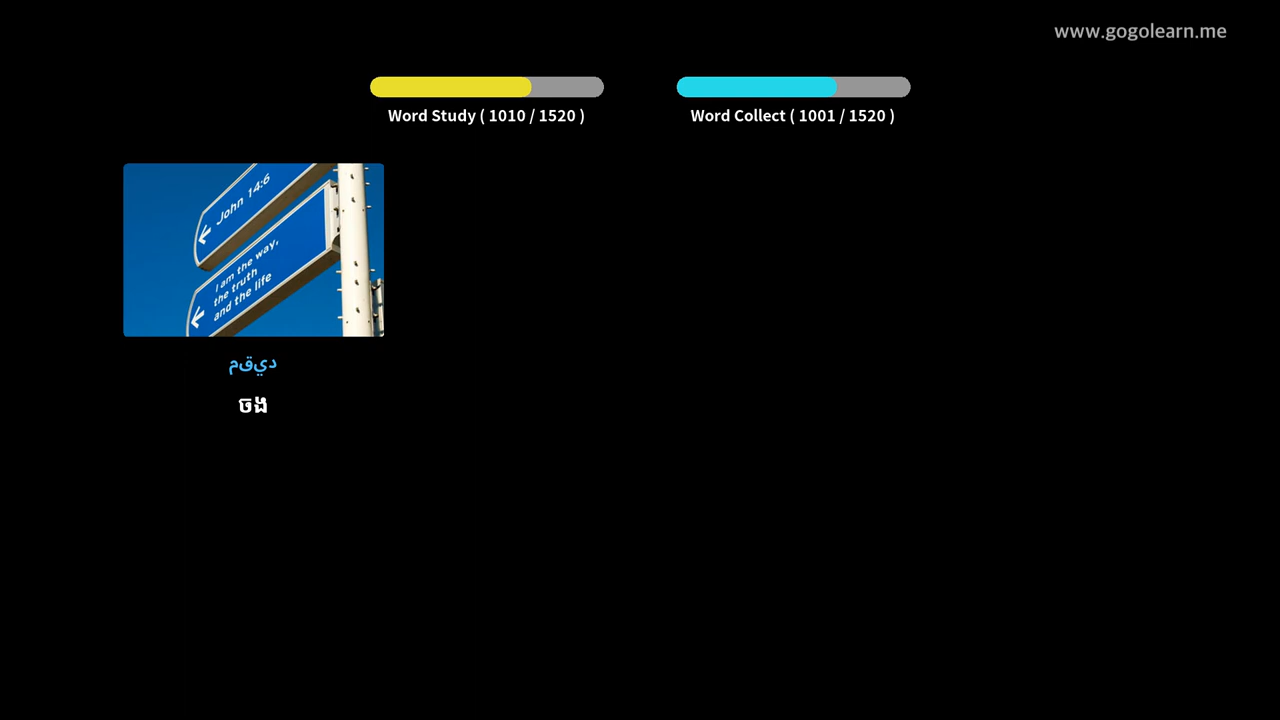 www.gogolearn.me
Word Study ( 1010 / 1520 )
Word Collect ( 1001 / 1520 )
John 14:6
I am the way,
the truth
and the life
ديقم
ចង